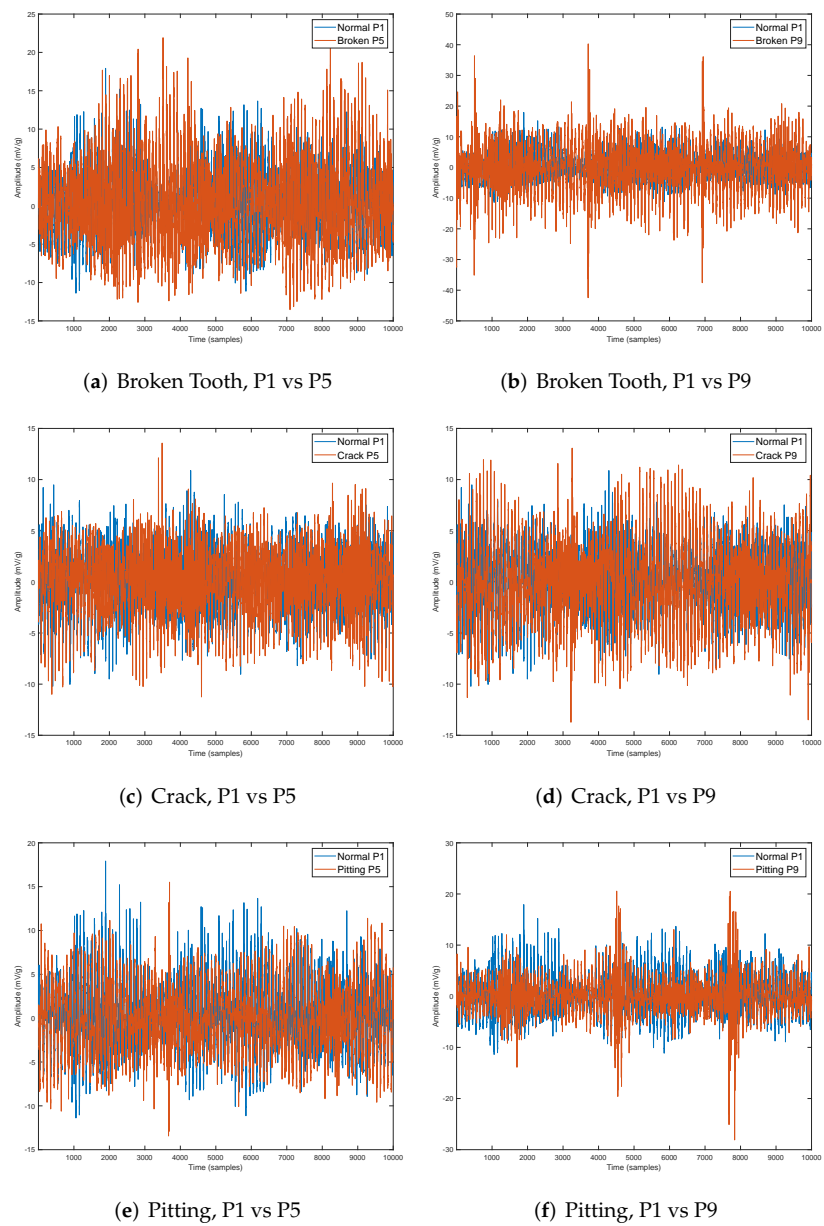 Normal P1
Broken P5
25
20
15
10
5
0
-5
-10
-15
Amplitude (mV/g)
1000 2000 3000 4000 5000 6000 7000 8000 9000 10000
Time (samples)
(a) Broken Tooth, P1 vs P5
Normal P1
Broken P9
50
40
30
20
10
0
-10
-20
-30
-40
-50
Amplitude (mV/g)
1000 2000 3000 4000 5000 6000 7000 8000 9000 10000
Time (samples)
(b) Broken Tooth, P1 vs P9
Normal P1
Crack P5
15
10
5
0
-5
-10
-15
Amplitude (mV/g)
1000 2000 3000 4000 5000 6000 7000 8000 9000 10000
Time (samples)
(c) Crack, P1 vs P5
Normal P1
Crack P9
15
10
5
0
-5
-10
-15
Amplitude (mV/g)
1000 2000 3000 4000 5000 6000 7000 8000 9000 10000
Time (samples)
(d) Crack, P1 vs P9
Normal P1
Pitting P5
20
15
10
5
0
-5
-10
-15
Amplitude (mV/g)
1000 2000 3000 4000 5000 6000 7000 8000 9000 10000
Time (samples)
(e) Pitting, P1 vs P5
Normal P1
Pitting P9
30
20
10
0
-10
-20
-30
Amplitude (mV/g)
1000 2000 3000 4000 5000 6000 7000 8000 9000 10000
Time (samples)
(f) Pitting, P1 vs P9